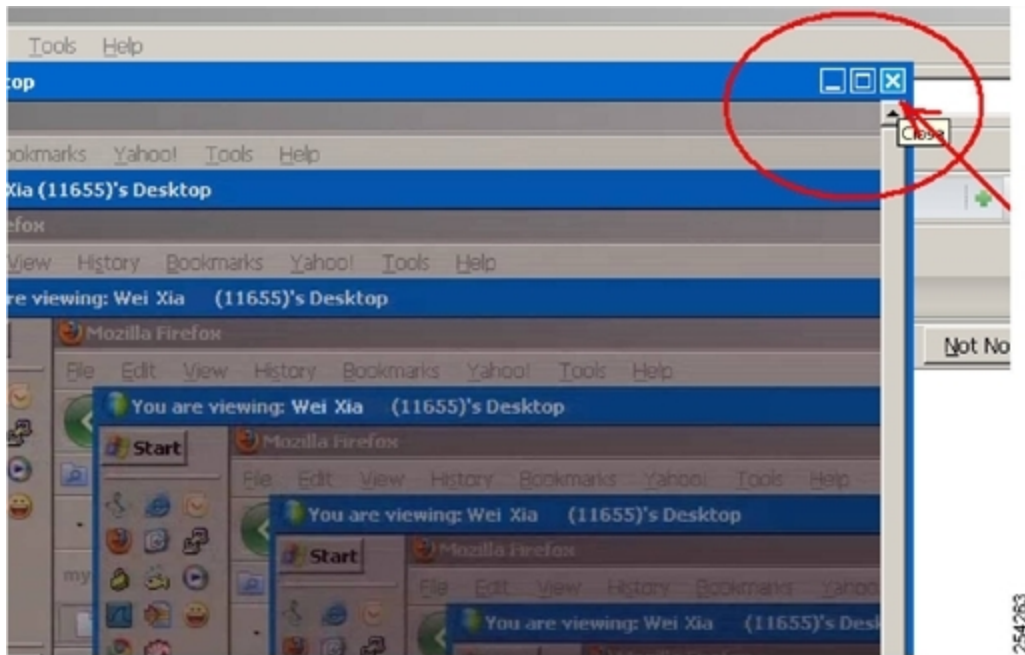 Tools Help
top
Close
ookmarks Yahoo! Tools Help
Xia (11655)'s Desktop
efox
View History Bookmarks Yahoo! Tools Help
re viewing: Wei Xia (11655)'s Desktop
Mozilla Firefox
Not No
File Edit View History Bookmarks Yahoo! Tools Help
You are viewing: Wei Xia (11655)'s Desktop
Start
Mozilla Firefox
File Edit View History Bookmarks Yahoo! Tools Help
You are viewing: Wei Xia (11655)'s Desktop
Start
Mozilla Firefox
my
File Edit View History Bookmarks Yahoo
You are viewing: Wei Xia (11655)'s Desk
254263